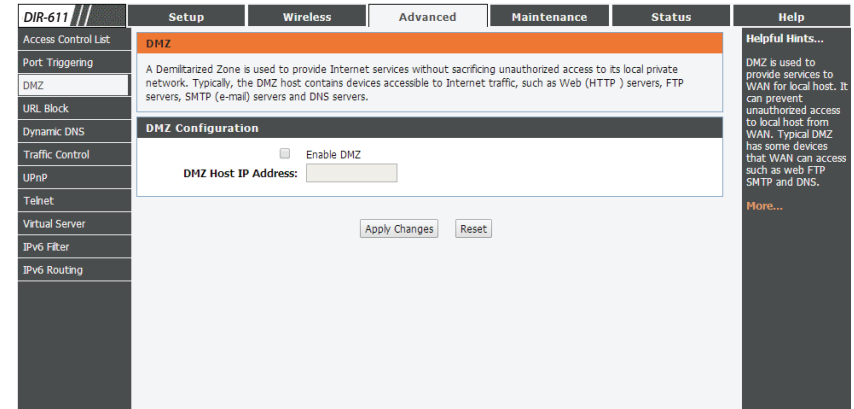 DIR-611
Setup
Wireless
Advanced
Maintenance
Status
Help
Access Control List
Port Triggering
DMZ
URL Block
Dynamic DNS
Traffic Control
UPnP
Telnet
Virtual Server
IPv6 Filter
IPv6 Routing
DMZ
A Demilitarized Zone is used to provide Internet services without sacrificing unauthorized access to its local private
network. Typically, the DMZ host contains devices accessible to Internet traffic, such as Web (HTTP ) servers, FTP
servers, SMTP (e-mail) servers and DNS servers.
DMZ Configuration
Enable DMZ
DMZ Host IP Address:
Apply Changes
Reset
Helpful Hints...
DMZ is used to
provide services to
WAN for local host. It
can prevent
unauthorized access
to local host from
WAN. Typical DMZ
has some devices
that WAN can access
such as web FTP
SMTP and DNS.
More...